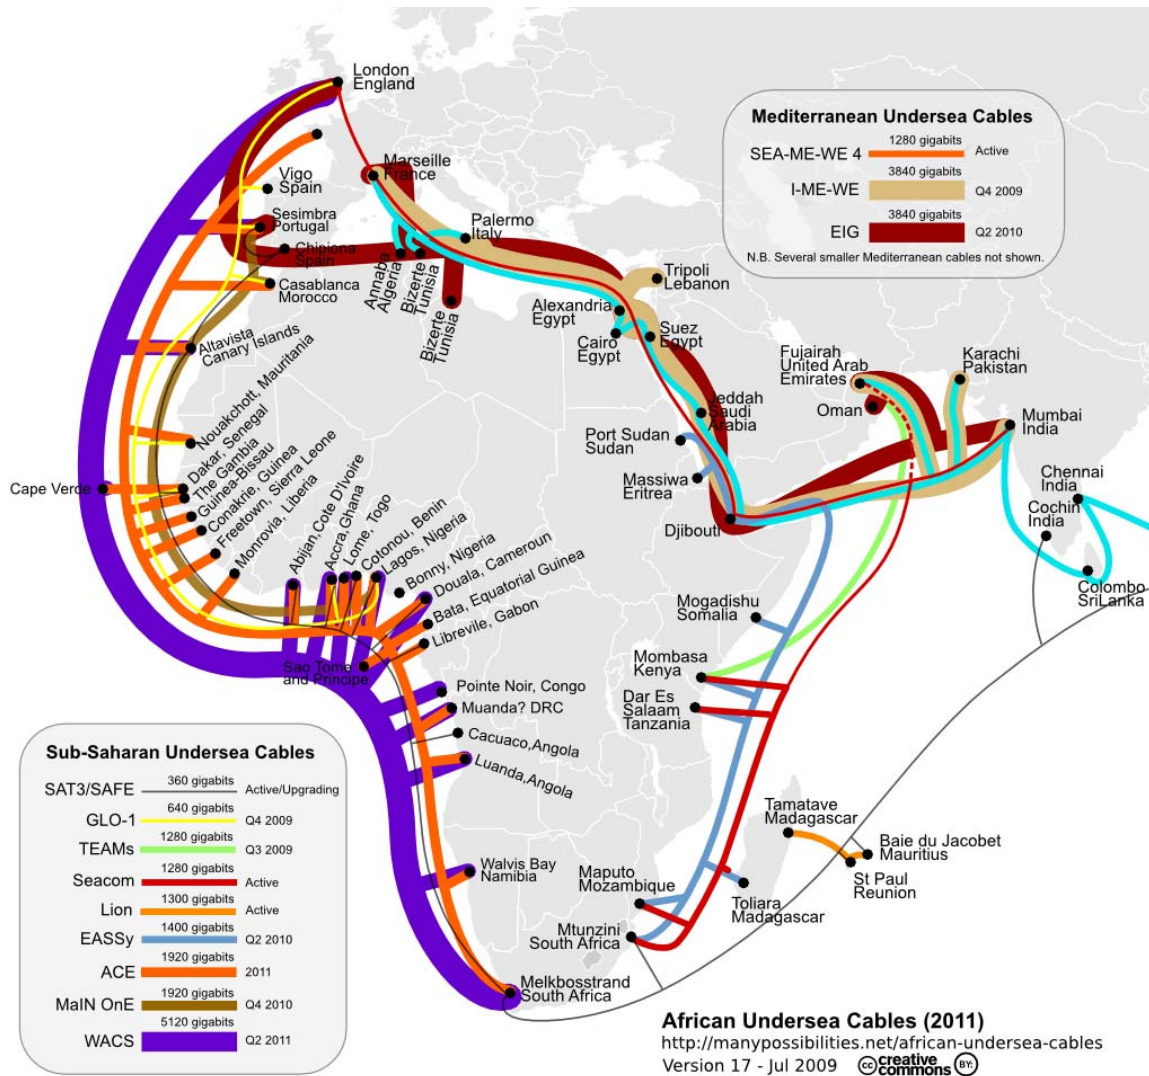 London
England
Marseille
France
Vigo
Spain
Sesimbra
Portugal
Chipiona
Spain
Casablanca
Morocco
Palermo
Italy
Annaba
Algeria
Bizerte
Tunisia
Bizerte
Tunisia
Tripoli
Lebanon
Alexandria
Egypt
Cairo
Egypt
Suez
Egypt
Altavista
Canary Islands
Nouakchott, Mauritania
Dakar, Senegal
The Gambia
Guinea-Bissau
Conakrie, Guinea
Freetown, Sierra Leone
Monrovia, Liberia
Cape Verde
Abijan,Cote D'Ivoire
Accra,Ghana
Lome, Togo
Cotonou, Benin
Lagos, Nigeria
Bonny, Nigeria
Douala, Cameroun
Bata, Equatorial Guinea
Libreville, Gabon
Sao Tome
and Principe
Pointe Noir, Congo
Muanda? DRC
Cacuaco,Angola
Luanda,Angola
Walvis Bay
Namibia
Melkbosstrand
South Africa
Mtunzini
South Africa
Maputo
Mozambique
Toliara
Madagascar
Tamatave
Madagascar
Baie du Jacobet
Mauritius
St Paul
Reunion
Dar Es
Salaam
Tanzania
Mombasa
Kenya
Mogadishu
Somalia
Djibouti
Massiwa
Eritrea
Port Sudan
Sudan
Jeddah
Saudi
Arabia
Fujairah
United Arab
Emirates
Oman
Karachi
Pakistan
Mumbai
India
Chennai
India
Cochin
India
Colombo
SriLanka
Mediterranean Undersea Cables
SEA-ME-WE 4 1280 gigabits Active
I-ME-WE 3840 gigabits Q4 2009
EIG 3840 gigabits Q2 2010
N.B. Several smaller Mediterranean cables not shown.
Sub-Saharan Undersea Cables
SAT3/SAFE 360 gigabits Active/Upgrading
GLO-1 640 gigabits Q4 2009
TEAMs 1280 gigabits Q3 2009
Seacom 1280 gigabits Active
Lion 1300 gigabits Active
EASSy 1400 gigabits Q2 2010
ACE 1920 gigabits 2011
MaIN OnE 1920 gigabits Q4 2010
WACS 5120 gigabits Q2 2011
African Undersea Cables (2011)
http://manypossibilities.net/african-undersea-cables
Version 17 - Jul 2009 cc creative commons BY: